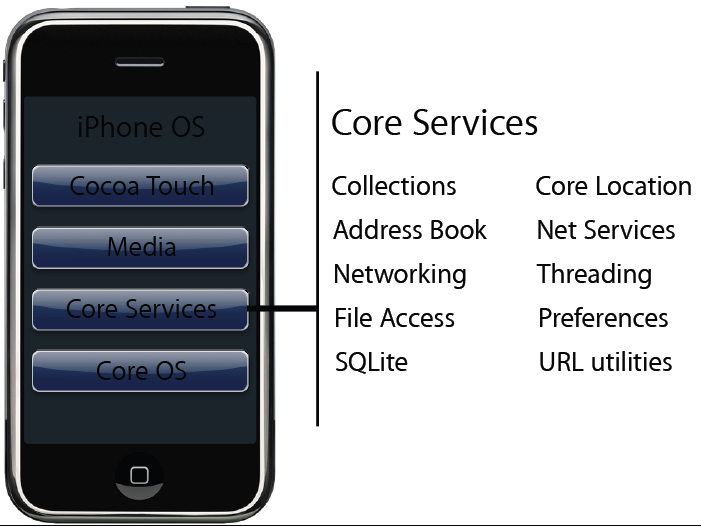 iPhone OS
Cocoa Touch
Media
Core Services
Core OS
Core Services
Collections
Address Book
Networking
File Access
SQLite
Core Location
Net Services
Threading
Preferences
URL utilities